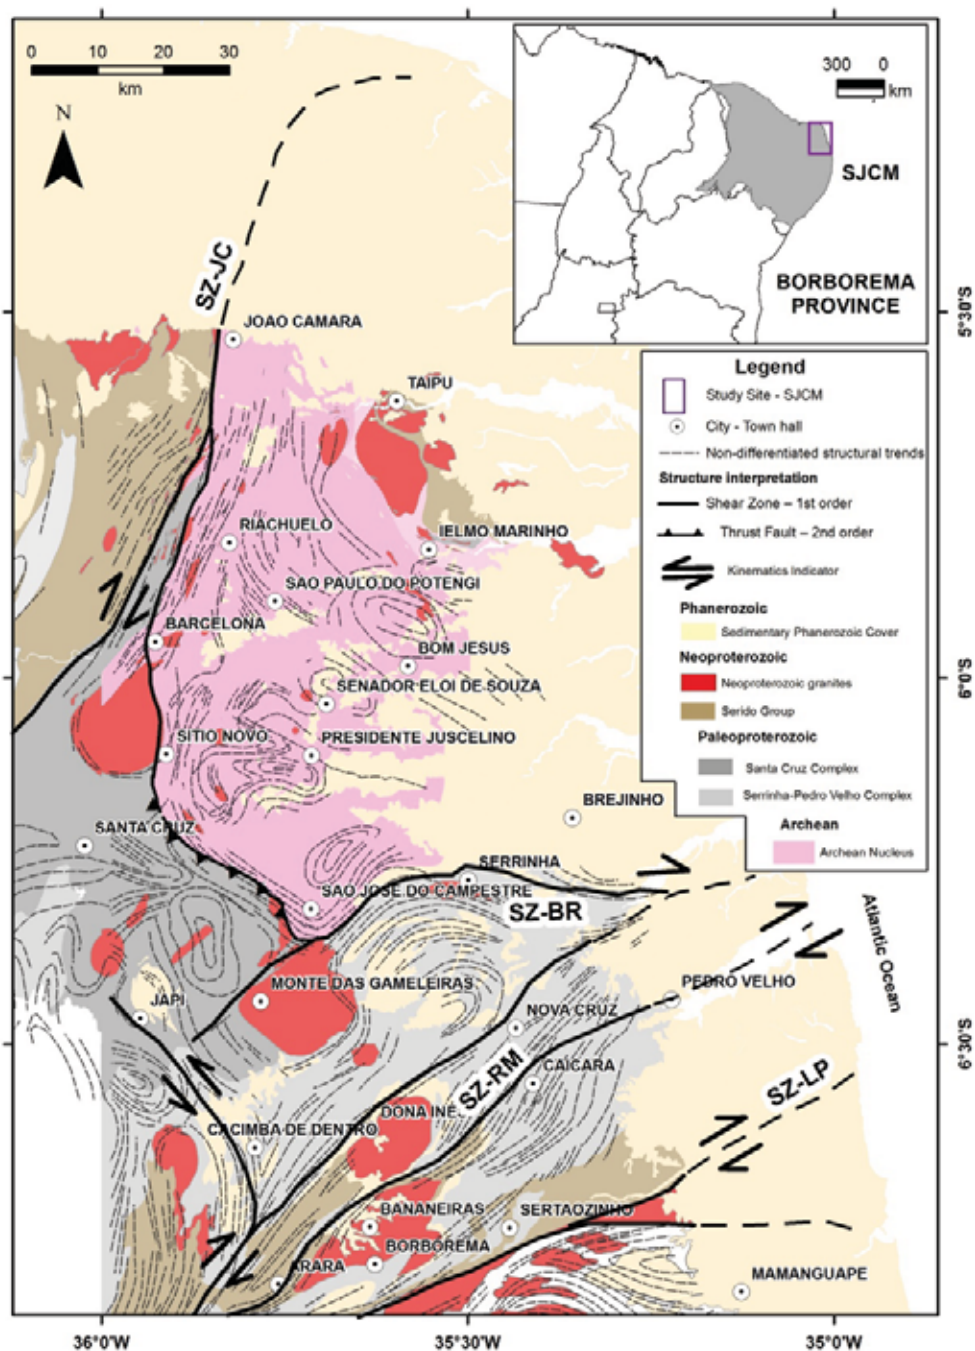 0 10 20 30
km
N
300 0
km
SJCM
BORBOREMA
PROVINCE
SZ-JC
JOAO CAMARA
TAIPU
RIACHUELO
IELMO MARINHO
SAO PAULO DO POTENGI
BARCELONA
BOM JESUS
SENADOR ELOI DE SOUZA
SITIO NOVO
PRESIDENTE JUSCELINO
BREJINHO
SANTA CRUZ
SERRINHA
SAO JOSE DO CAMPESTRE
SZ-BR
MONTE DAS GAMELEIRAS
JAPI
PEDRO VELHO
NOVA CRUZ
SZ-RM
CAICARA
SZ-LP
DONA INE
CACIMBA DE DENTRO
BANANEIRAS
SERTAOZINHO
BORBOREMA
ARARA
MAMANGUAPE
Atlantic Ocean
Legend
Study Site - SJCM
City - Town hall
Non-differentiated structural trends
Structure Interpretation
Shear Zone – 1st order
Thrust Fault – 2nd order
Kinematics Indicator
Phanerozoic
Sedimentary Phanerozoic Cover
Neoproterozoic
Neoproterozoic granites
Serido Group
Paleoproterozoic
Santa Cruz Complex
Serrinha-Pedro Velho Complex
Archean
Archean Nucleus
5°30'S
6°0'S
6°30'S
36°0'W
35°30'W
35°0'W